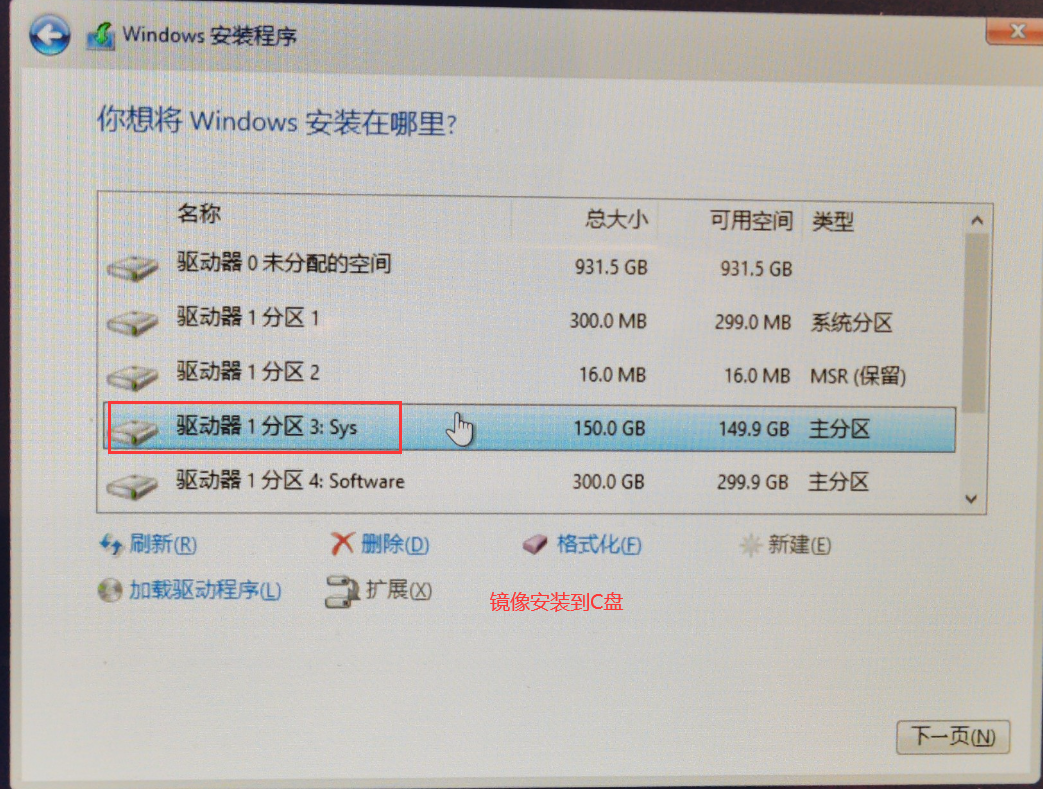 Windows 安装程序
你想将 Windows 安装在哪里?
名称 总大小 可用空间 类型
驱动器 0 未分配的空间 931.5 GB 931.5 GB
驱动器 1 分区 1 300.0 MB 299.0 MB 系统分区
驱动器 1 分区 2 16.0 MB 16.0 MB MSR (保留)
驱动器 1 分区 3: Sys 150.0 GB 149.9 GB 主分区
驱动器 1 分区 4: Software 300.0 GB 299.9 GB 主分区
刷新(R) 删除(D) 格式化(F) 新建(E)
加载驱动程序(L) 扩展(X)
镜像安装到C盘
下一页(N)